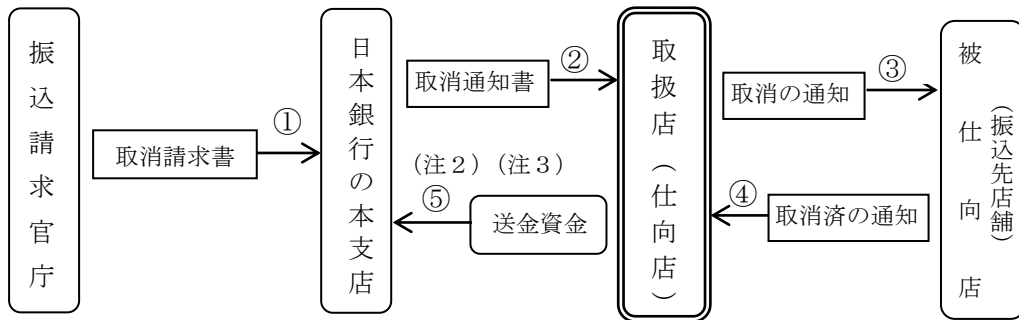 振込請求官庁
①
取消請求書
日本銀行の本支店
②
取消通知書
(注2)(注3)
⑤
送金資金
取扱店(仕向店)
③
取消の通知
④
取消済の通知
被仕向店
(振込先店舗)